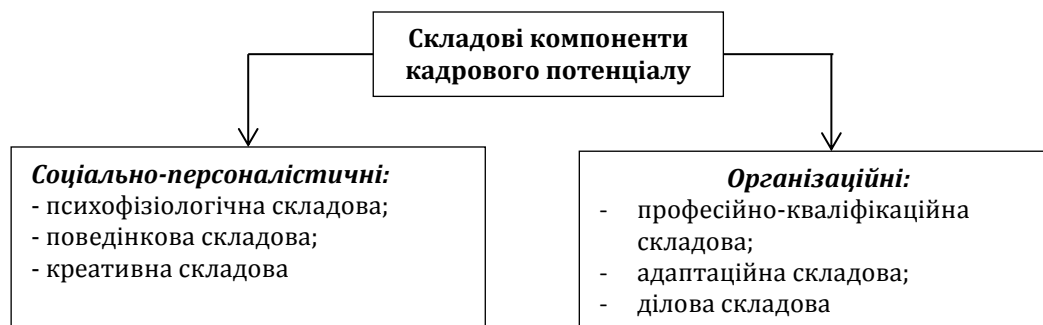 Складові компоненти
кадрового потенціалу
Соціально-персоналістичні:
- психофізіологічна складова;
- поведінкова складова;
- креативна складова
Організаційні:
- професійно-кваліфікаційна
складова;
- адаптаційна складова;
- ділова складова